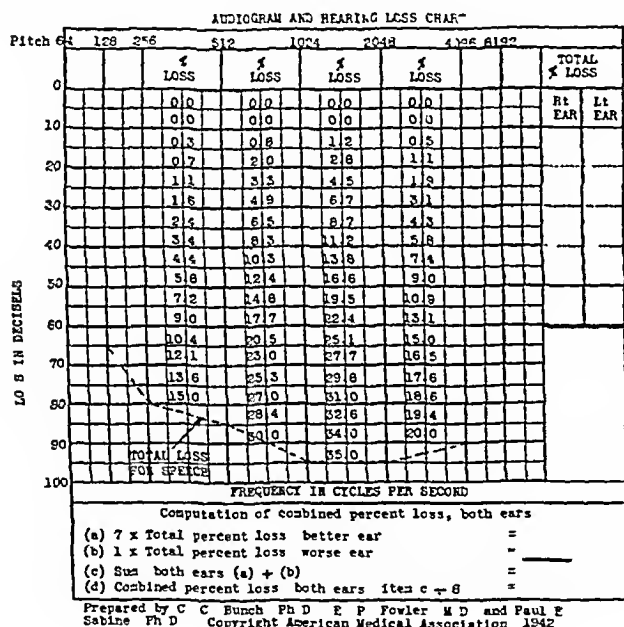 AUDIOGRAM AND HEARING LOSS CHART
Pitch 64 128 256 512 1024 2048 4096 8192
% LOSS % LOSS % LOSS % LOSS TOTAL % LOSS
0 Rt EAR Lt EAR
0 0 0 0 0 0 0 0
10 0 0 0 0 0 0 0 0
0 3 0 8 1 2 0 5
20 0 7 2 0 2 8 1 1
1 1 3 3 4 5 1 9
30 1 6 4 9 6 7 3 1
2 4 6 5 8 7 4 3
40 3 4 8 3 11 2 5 8
4 4 10 3 13 8 7 4
50 5 8 12 4 16 6 9 0
7 2 14 8 19 5 10 9
60 9 0 17 7 22 4 13 1
10 4 20 5 25 1 15 0
70 12 1 23 0 27 7 16 5
13 6 25 3 29 8 17 6
80 15 0 27 0 31 0 18 6
28 4 32 6 19 4
90 30 0 34 0 20 0
35 0
100
LO S IN DECIBELS
TOTAL LOSS
FOR SPEECH
FREQUENCY IN CYCLES PER SECOND
Computation of combined percent loss, both ears
(a) 7 x Total percent loss better ear =
(b) 1 x Total percent loss worse ear =
(c) Sum both ears (a) + (b) =
(d) Combined percent loss both ears item c ÷ 8 =
Prepared by C C Bunch Ph D E P Fowler M D and Paul E
Sabine Ph D Copyright American Medical Association 1942